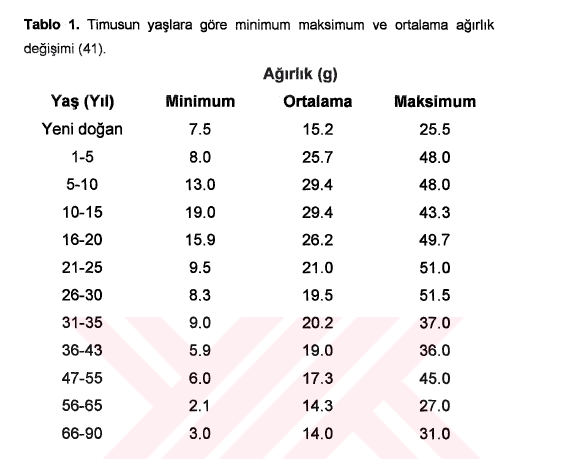 Tablo 1. Timusun yaşlara göre minimum maksimum ve ortalama ağırlık
değişimi (41).
Ağırlık (g)
Yaş (Yıl) Minimum Ortalama Maksimum
Yeni doğan 7.5 15.2 25.5
1-5 8.0 25.7 48.0
5-10 13.0 29.4 48.0
10-15 19.0 29.4 43.3
16-20 15.9 26.2 49.7
21-25 9.5 21.0 51.0
26-30 8.3 19.5 51.5
31-35 9.0 20.2 37.0
36-43 5.9 19.0 36.0
47-55 6.0 17.3 45.0
56-65 2.1 14.3 27.0
66-90 3.0 14.0 31.0